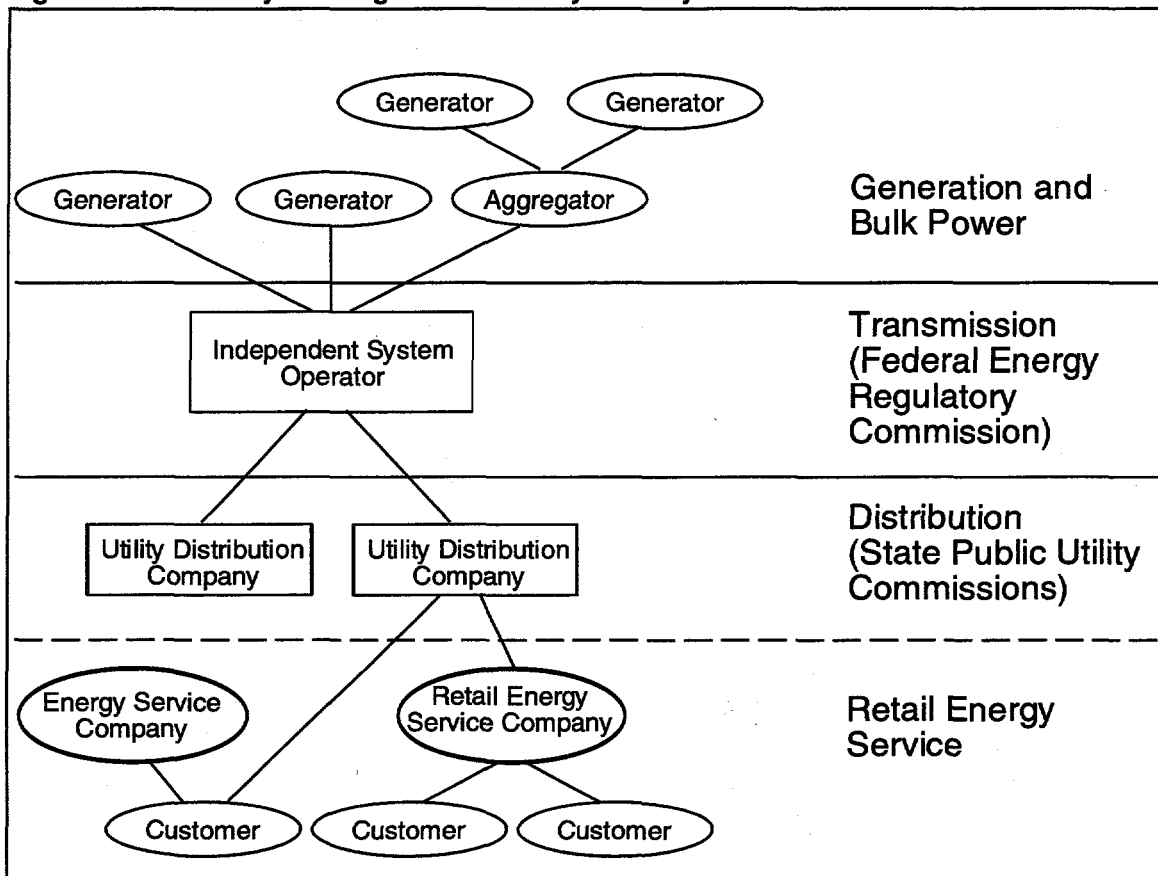 Generator
Generator
Generator
Generator
Aggregator
Generation and
Bulk Power
Independent System
Operator
Transmission
(Federal Energy
Regulatory
Commission)
Utility Distribution
Company
Utility Distribution
Company
Distribution
(State Public Utility
Commissions)
Energy Service
Company
Retail Energy
Service Company
Retail Energy
Service
Customer
Customer
Customer